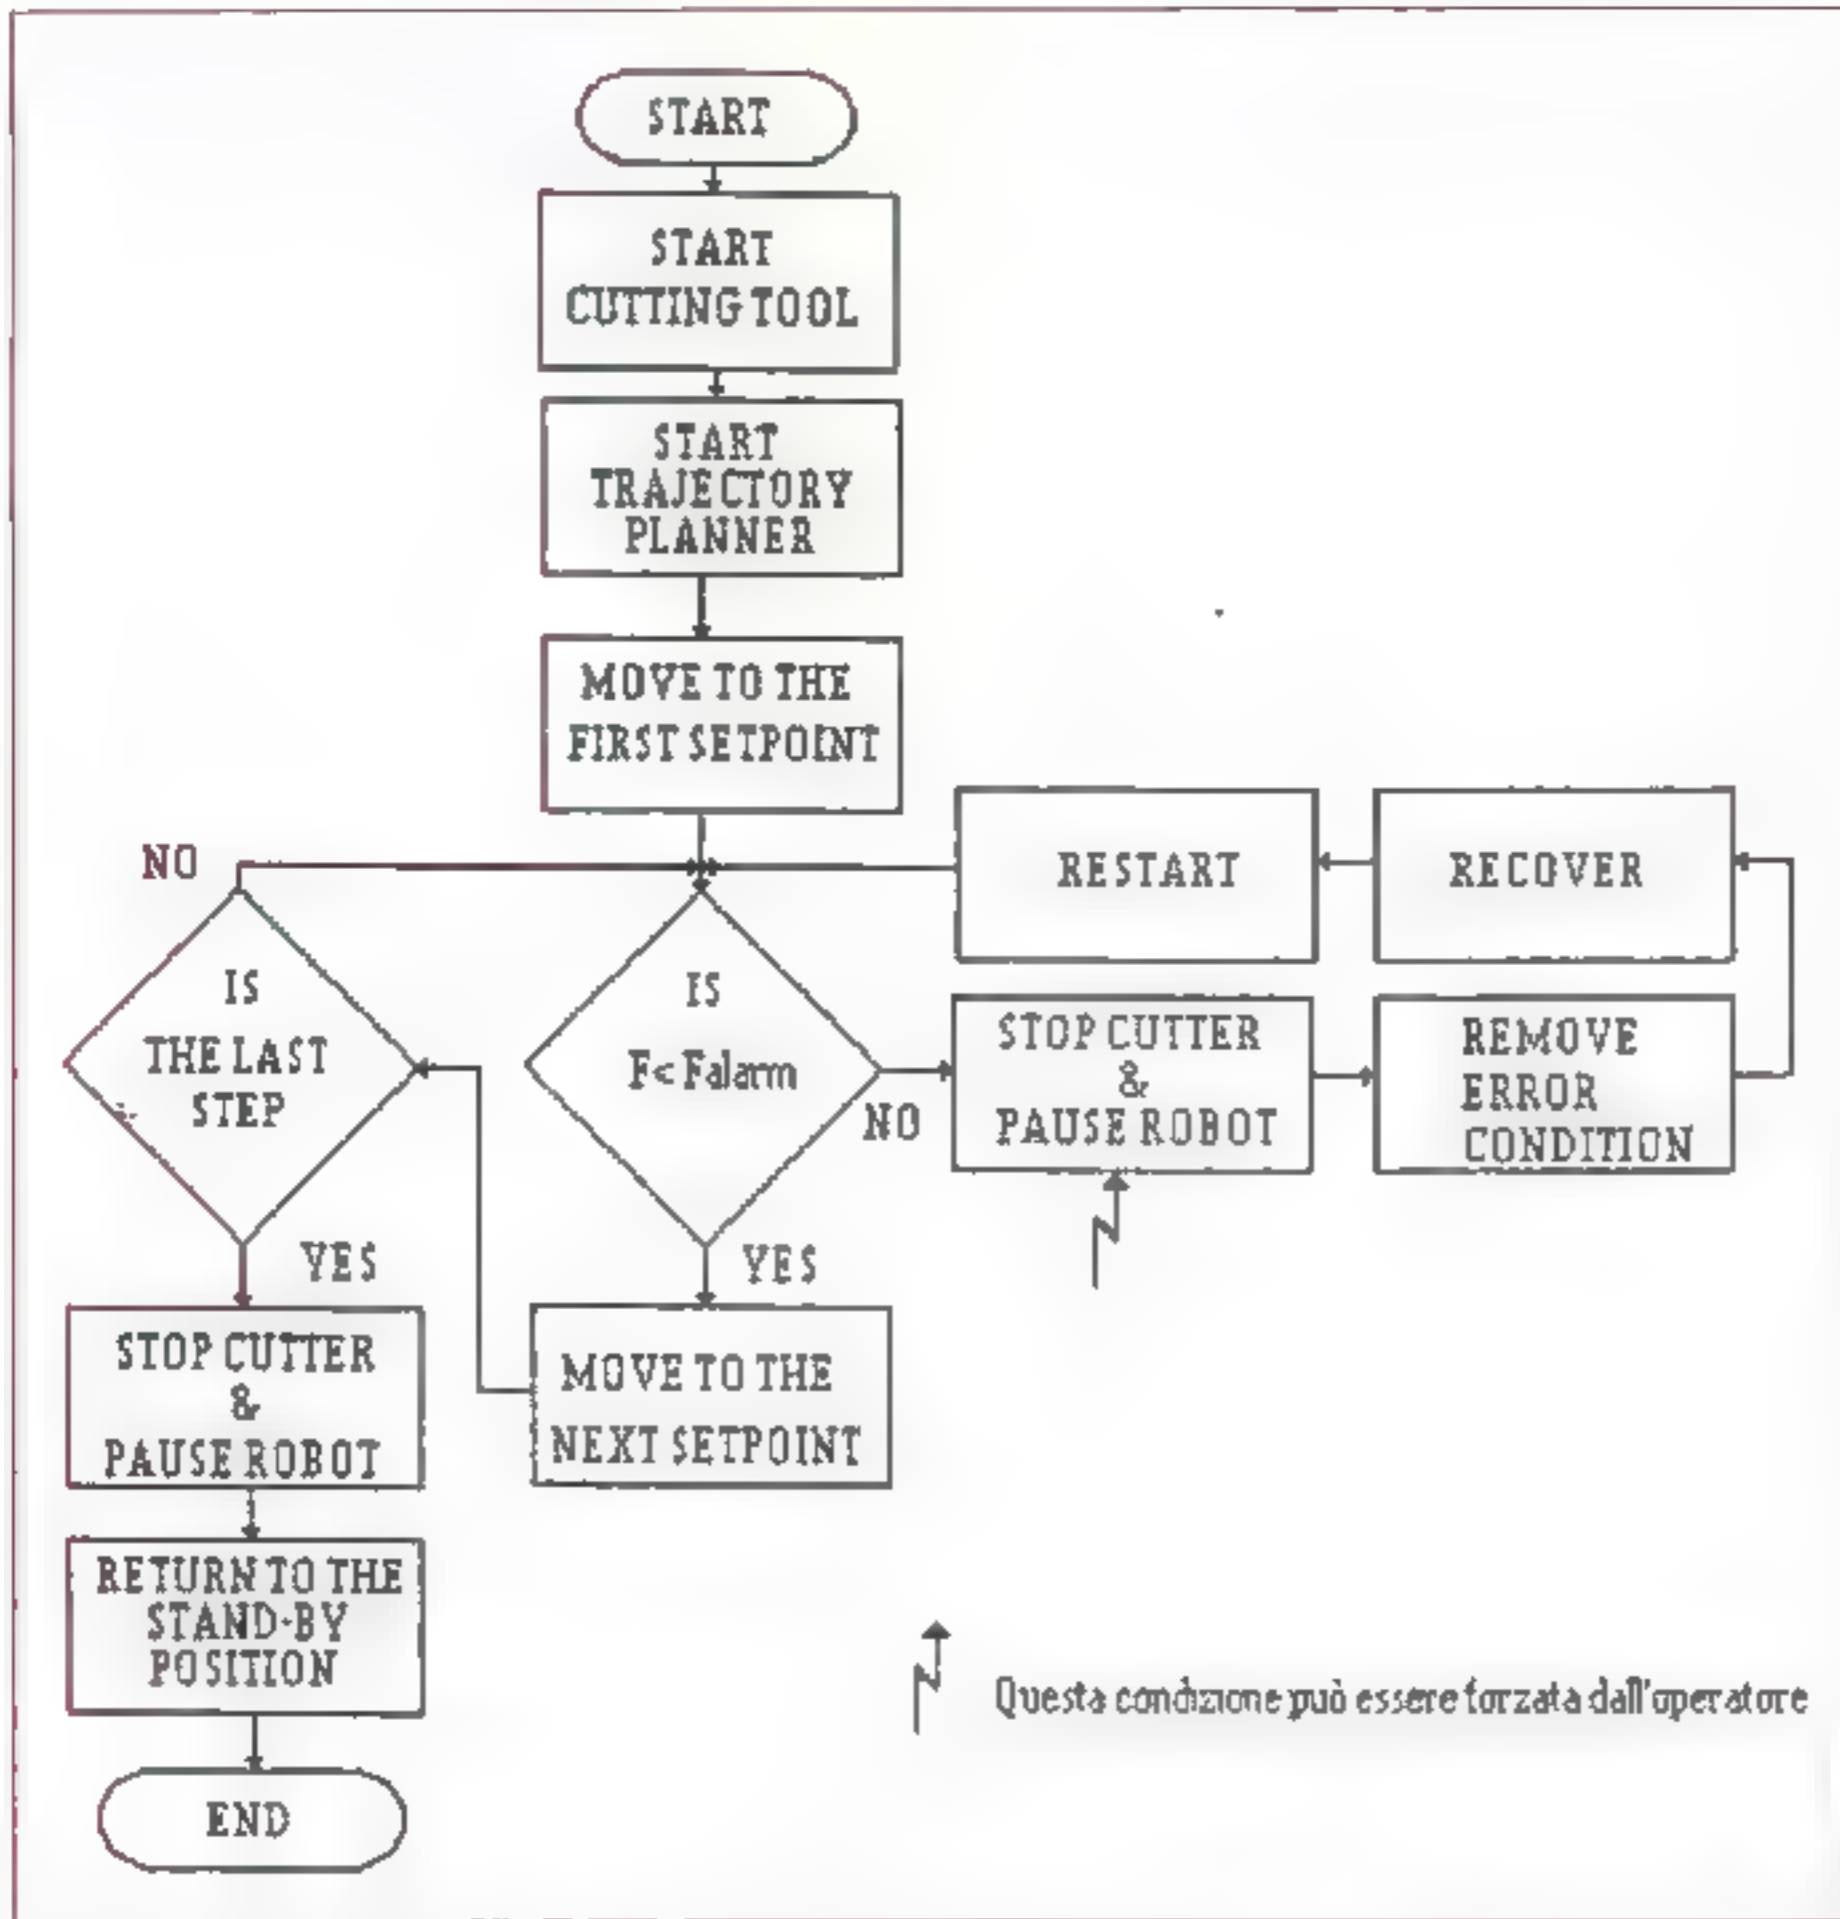 START
START
CUTTING TOOL
START
TRAJECTORY
PLANNER
MOVE TO THE
FIRST SETPOINT
NO
RESTART
RECOVER
IS
THE LAST
STEP
IS
F< Falarm
NO
STOP CUTTER
&
PAUSE ROBOT
REMOVE
ERROR
CONDITION
YES
YES
STOP CUTTER
&
PAUSE ROBOT
MOVE TO THE
NEXT SETPOINT
RETURN TO THE
STAND-BY
POSITION
Questa condizione può essere forzata dall'operatore
END